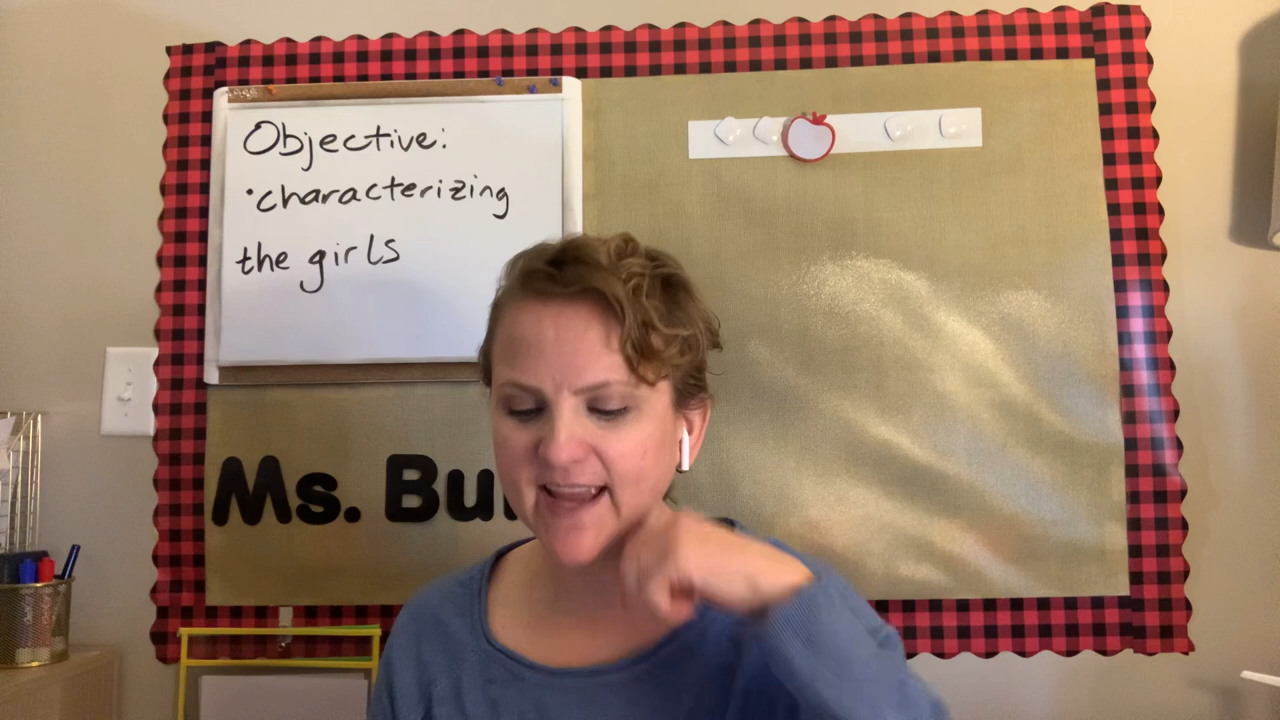 Objective:
·characterizing
the girls
Ms. Bu